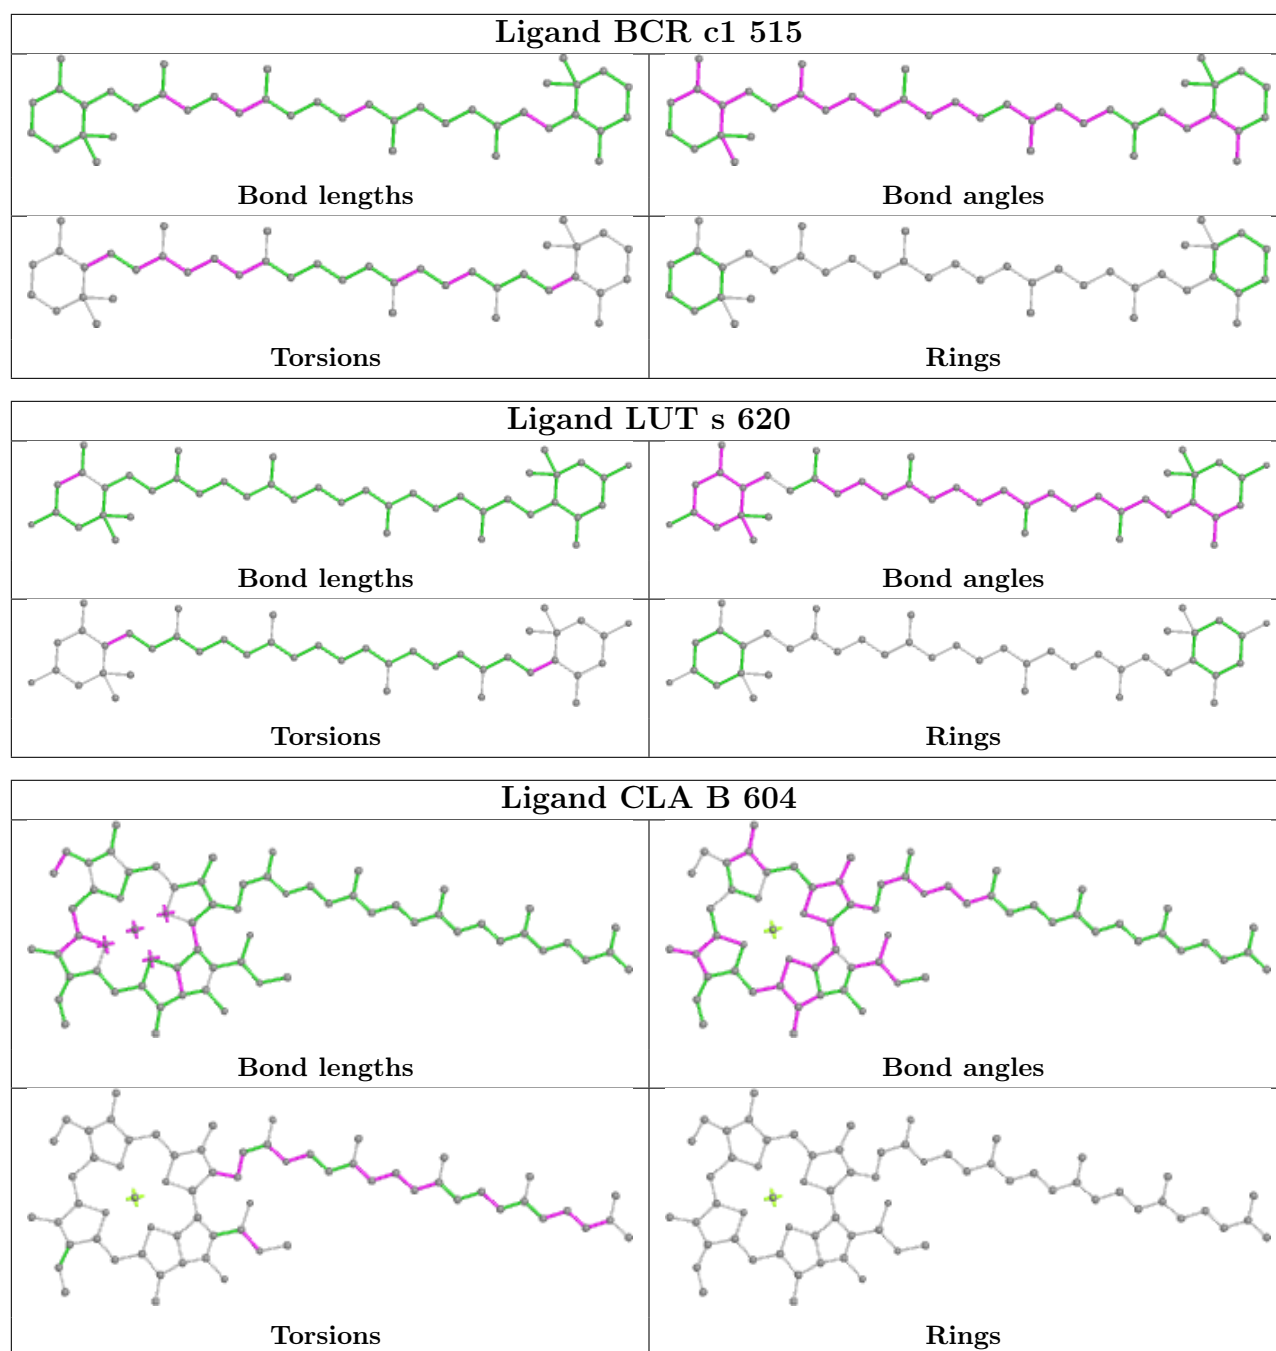 Ligand BCR c1 515
Bond lengths
Bond angles
Torsions
Rings
Ligand LUT s 620
Bond lengths
Bond angles
Torsions
Rings
Ligand CLA B 604
Bond lengths
Bond angles
Torsions
Rings